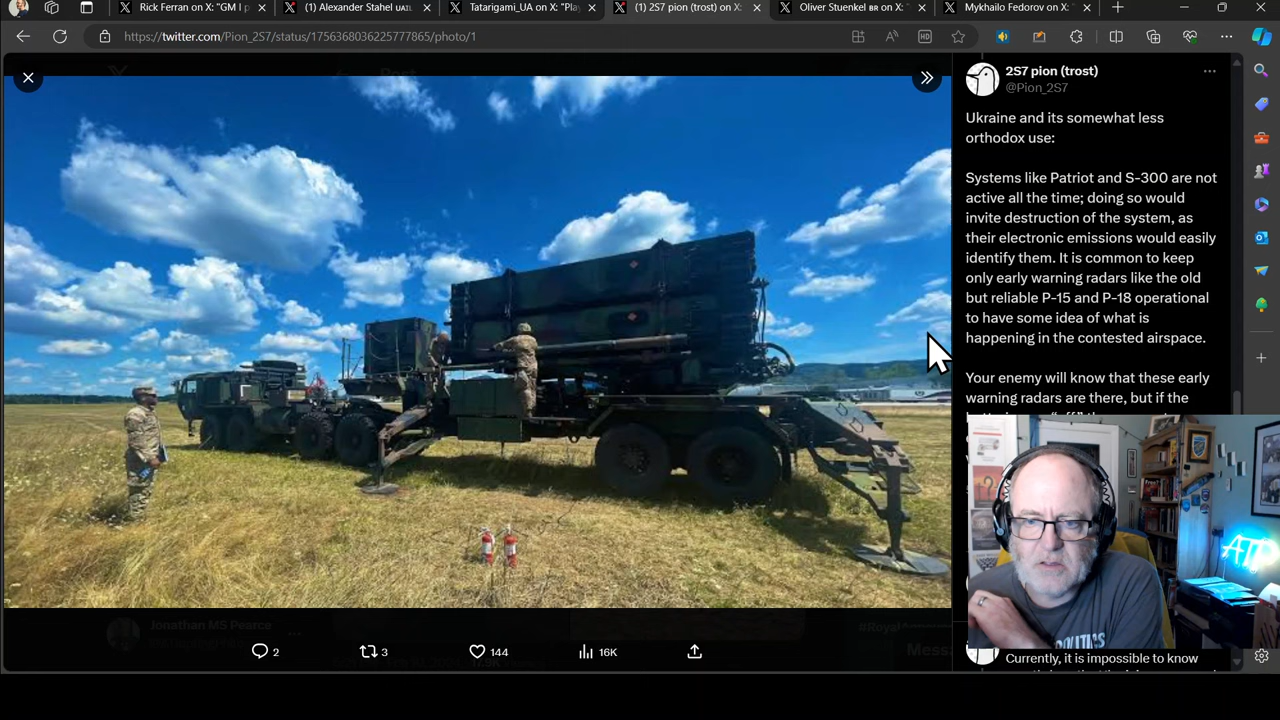 Rick Ferran on X: "GM I p
(1) Alexander Stahel
Tatarigami_UA on X: "Pla
(1) 2S7 pion (trost) on X:
Oliver Stuenkel BR on X: "
Mykhailo Fedorov on X: "
https://twitter.com/Pion_2S7/status/1756368036225777865/photo/1
2S7 pion (trost)
@Pion_2S7
Ukraine and its somewhat less
orthodox use:
Systems like Patriot and S-300 are not
active all the time; doing so would
invite destruction of the system, as
their electronic emissions would easily
identify them. It is common to keep
only early warning radars like the old
but reliable P-15 and P-18 operational
to have some idea of what is
happening in the contested airspace.
Your enemy will know that these early
warning radars are there, but if the
Jonathan MS Pearce
2
3
144
16K
ATP
POLITICS
Currently, it is impossible to know